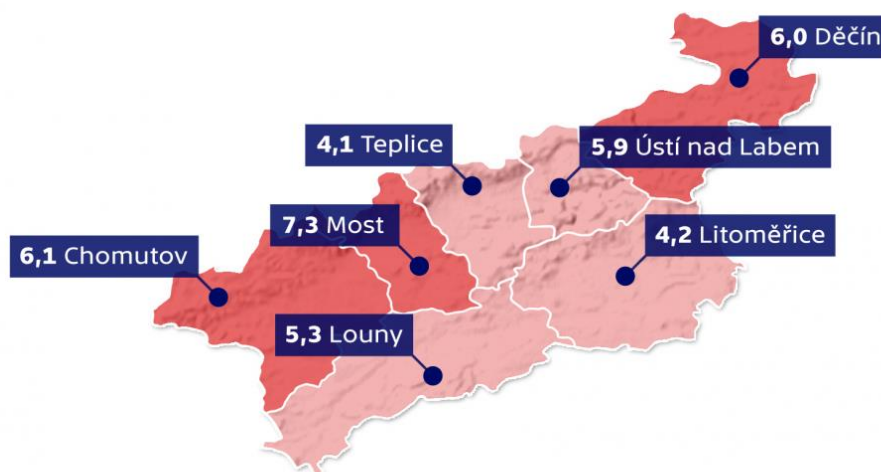 6,0 Děčín
4,1 Teplice
5,9 Ústí nad Labem
7,3 Most
4,2 Litoměřice
6,1 Chomutov
5,3 Louny